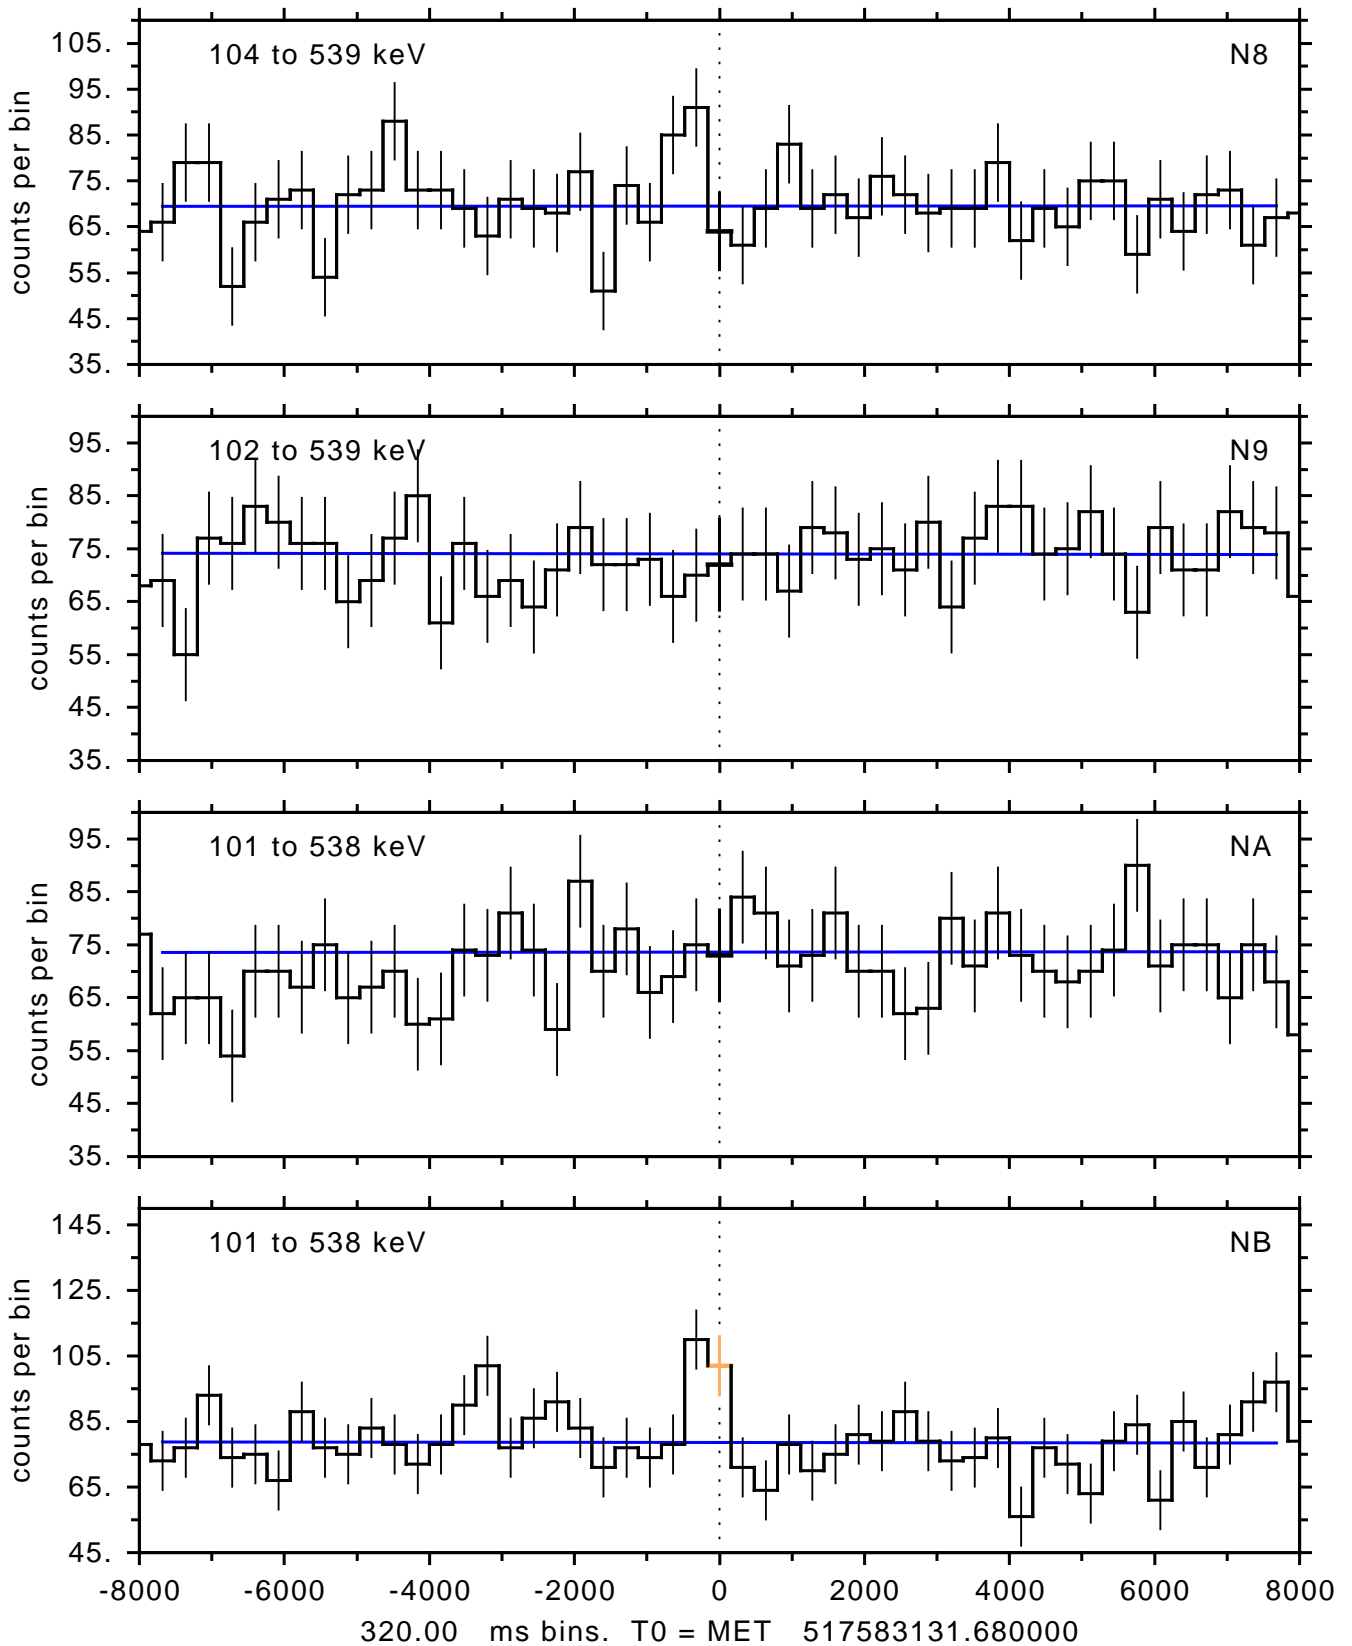 104 to 539 keV N8
105.
95.
85.
75.
65.
55.
45.
35.
counts per bin
102 to 539 keV N9
95.
85.
75.
65.
55.
45.
35.
counts per bin
101 to 538 keV NA
95.
85.
75.
65.
55.
45.
35.
counts per bin
101 to 538 keV NB
145.
125.
105.
85.
65.
45.
counts per bin
-8000 -6000 -4000 -2000 0 2000 4000 6000 8000
320.00 ms bins. T0 = MET 517583131.680000